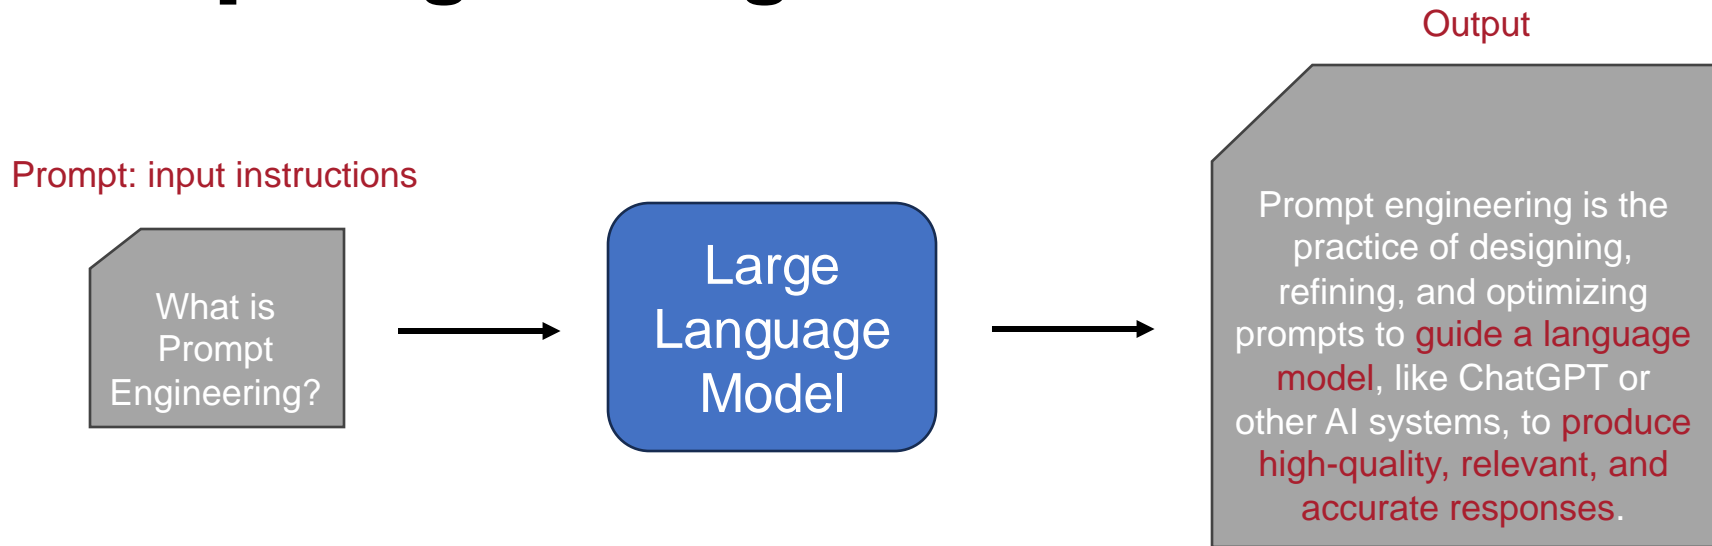 Output
Prompt: input instructions
What is
Prompt
Engineering?
Large
Language
Model
Prompt engineering is the
practice of designing,
refining, and optimizing
prompts to guide a language
model, like ChatGPT or
other AI systems, to produce
high-quality, relevant, and
accurate responses.